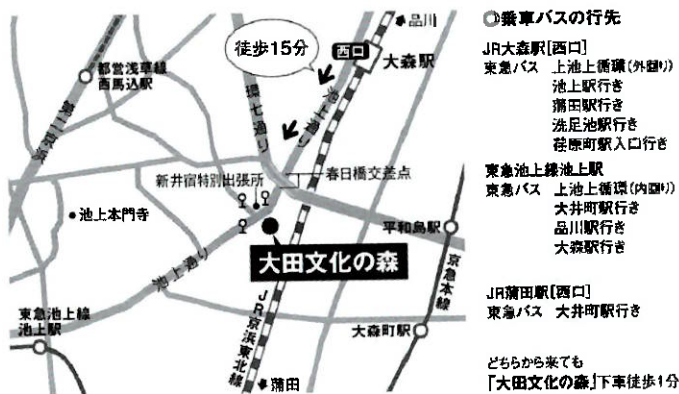 品川
徒歩15分
西口
大森駅
都営浅草線
西馬込駅
第二京浜
環七通り
池上通り
新井宿特別出張所
春日橋交差点
池上本門寺
平和島駅
大田文化の森
池上通り
京急本線
JR京浜東北線
東急池上線
池上駅
大森町駅
蒲田
◎乗車バスの行先
JR大森駅[西口]
東急バス 上池上循環(外回り)
池上駅行き
蒲田駅行き
洗足池駅行き
荏原町駅入口行き
東急池上線池上駅
東急バス 上池上循環(内回り)
大井町駅行き
品川駅行き
大森駅行き
JR蒲田駅[西口]
東急バス 大井町駅行き
どちらから来ても
「大田文化の森」下車徒歩1分